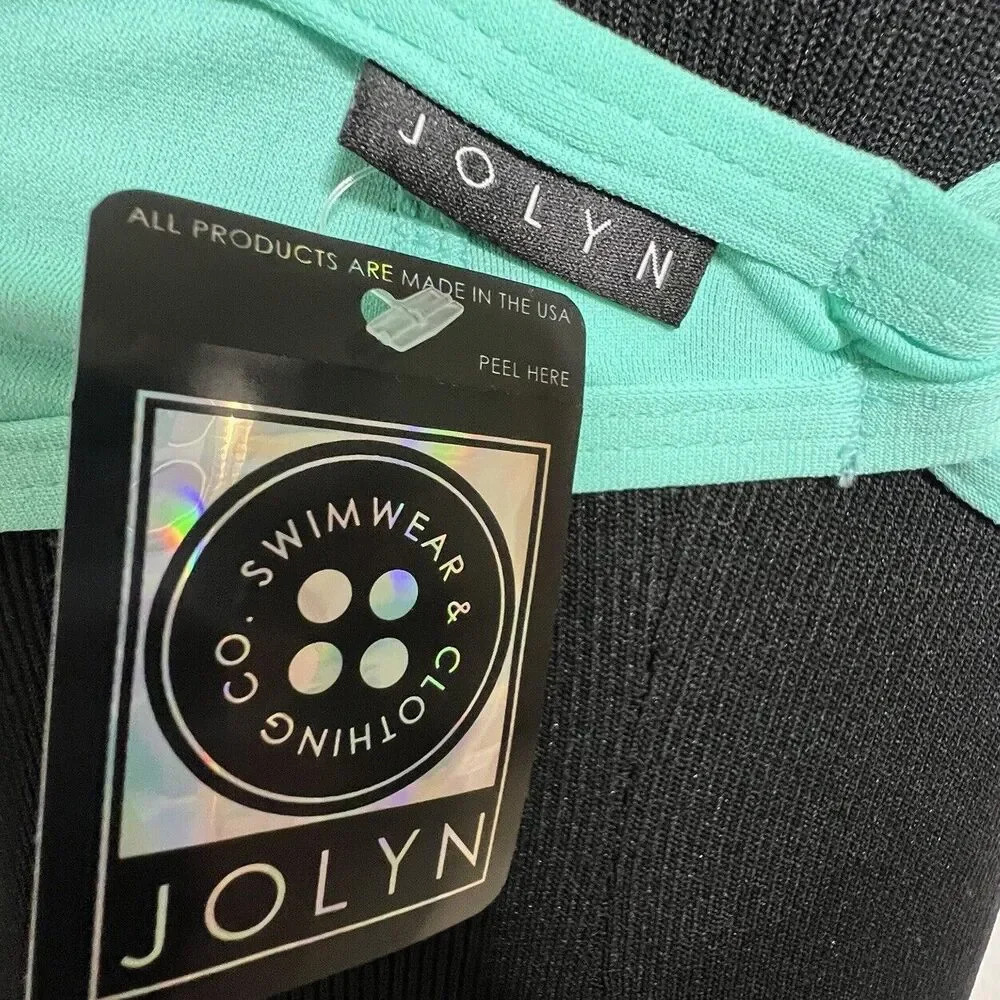 JOLYN
ALL PRODUCTS ARE MADE IN THE USA
PEEL HERE
SWIMWEAR & CLOTHING CO.
JOLYN